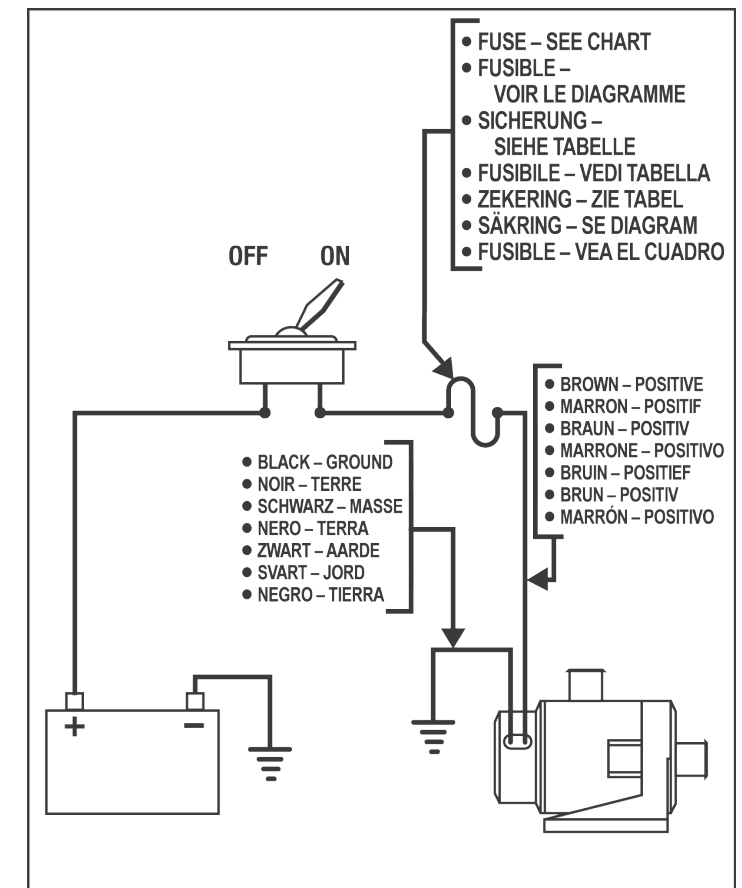 • FUSE – SEE CHART
• FUSIBLE –
VOIR LE DIAGRAMME
• SICHERUNG –
SIEHE TABELLE
• FUSIBILE – VEDI TABELLA
• ZEKERING – ZIE TABEL
• SÄKRING – SE DIAGRAM
• FUSIBLE – VEA EL CUADRO
OFF ON
• BROWN – POSITIVE
• MARRON – POSITIF
• BRAUN – POSITIV
• MARRONE – POSITIVO
• BRUIN – POSITIEF
• BRUN – POSITIV
• MARRÓN – POSITIVO
• BLACK – GROUND
• NOIR – TERRE
• SCHWARZ – MASSE
• NERO – TERRA
• ZWART – AARDE
• SVART – JORD
• NEGRO – TIERRA
+ –